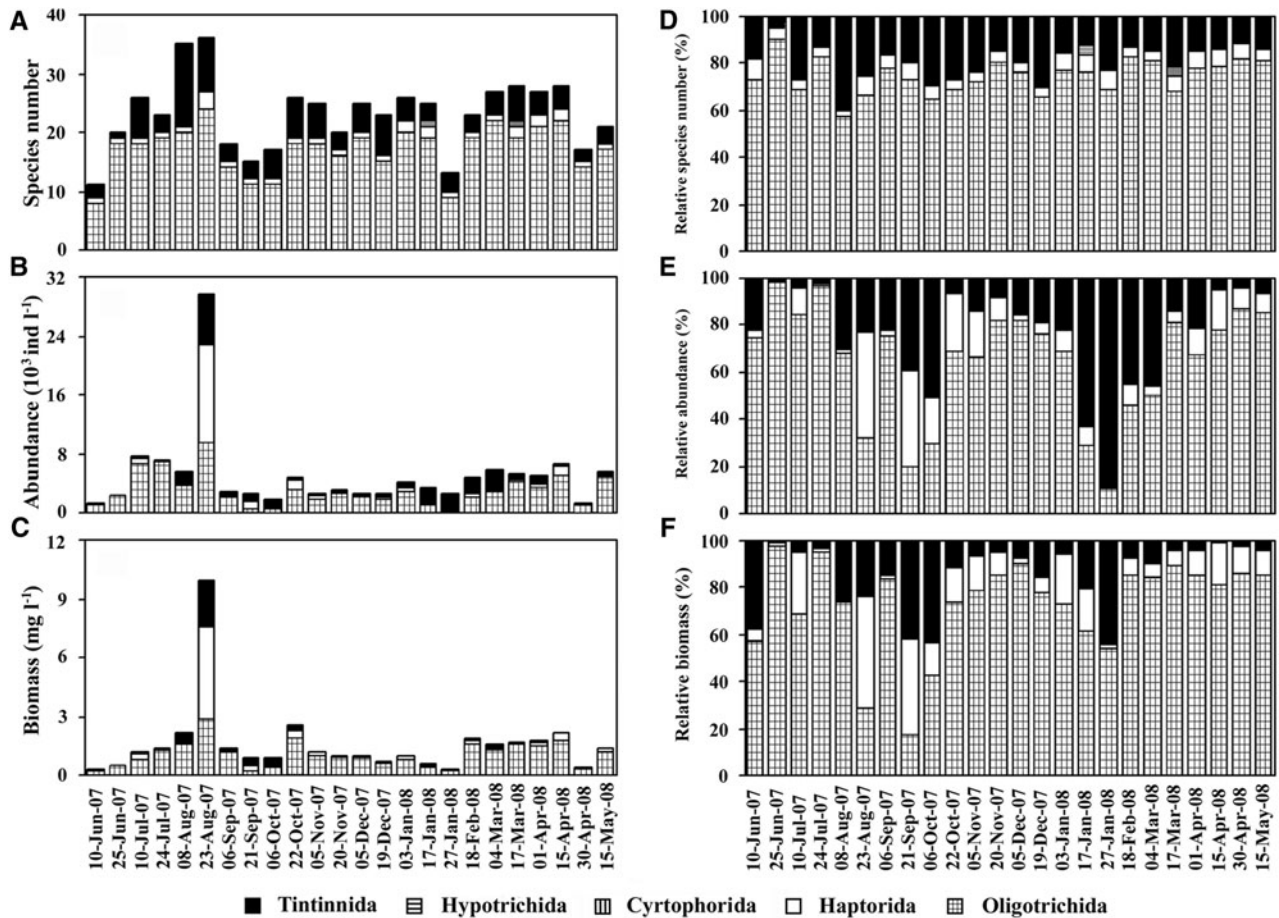 A
Species number
40
30
20
10
0
B
Abundance (10³ ind l⁻¹)
32
24
16
8
0
C
Biomass (mg l⁻¹)
12
9
6
3
0
10-Jun-07
25-Jun-07
10-Jul-07
24-Jul-07
08-Aug-07
23-Aug-07
06-Sep-07
21-Sep-07
06-Oct-07
22-Oct-07
05-Nov-07
20-Nov-07
05-Dec-07
19-Dec-07
03-Jan-08
17-Jan-08
27-Jan-08
18-Feb-08
04-Mar-08
17-Mar-08
01-Apr-08
15-Apr-08
30-Apr-08
15-May-08
D
Relative species number (%)
100
80
60
40
20
0
E
Relative abundance (%)
100
80
60
40
20
0
F
Relative biomass (%)
100
80
60
40
20
0
10-Jun-07
25-Jun-07
10-Jul-07
24-Jul-07
08-Aug-07
23-Aug-07
06-Sep-07
21-Sep-07
06-Oct-07
22-Oct-07
05-Nov-07
20-Nov-07
05-Dec-07
19-Dec-07
03-Jan-08
17-Jan-08
27-Jan-08
18-Feb-08
04-Mar-08
17-Mar-08
01-Apr-08
15-Apr-08
30-Apr-08
15-May-08
Tintinnida Hypotrichida Cyrtophorida Haptorida Oligotrichida